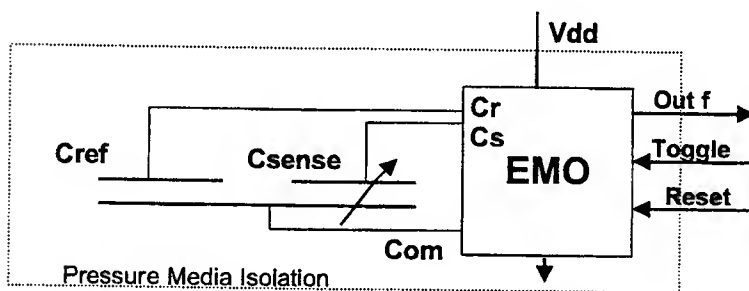 Vdd
Cr
Out f
Cs
Cref
Csense
Toggle
EMO
Reset
Com
Pressure Media Isolation